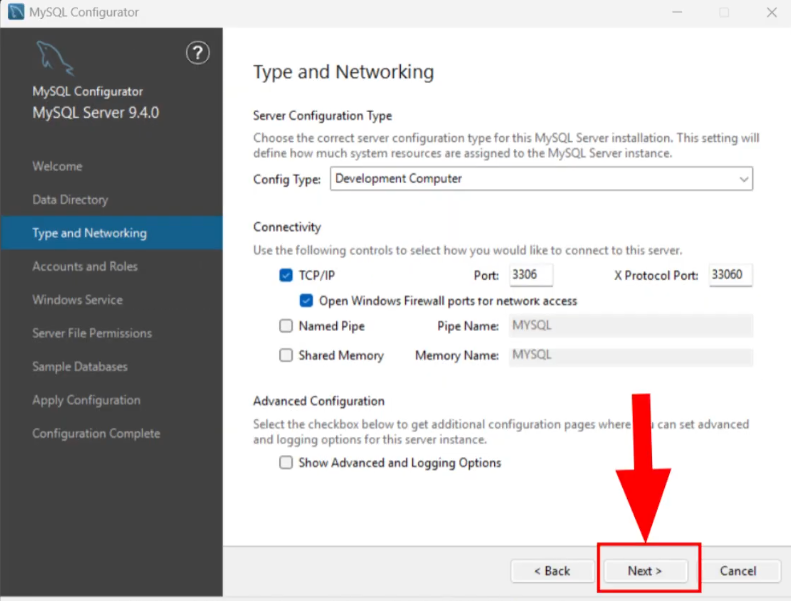 MySQL Configurator
?
MySQL Configurator
MySQL Server 9.4.0
Welcome
Data Directory
Type and Networking
Accounts and Roles
Windows Service
Server File Permissions
Sample Databases
Apply Configuration
Configuration Complete
Type and Networking
Server Configuration Type
Choose the correct server configuration type for this MySQL Server installation. This setting will
define how much system resources are assigned to the MySQL Server instance.
Config Type: Development Computer
Connectivity
Use the following controls to select how you would like to connect to this server.
TCP/IP Port: 3306 X Protocol Port: 33060
Open Windows Firewall ports for network access
Named Pipe Pipe Name: MYSQL
Shared Memory Memory Name: MYSQL
Advanced Configuration
Select the checkbox below to get additional configuration pages where can set advanced
and logging options for this server instance.
Show Advanced and Logging Options
< Back Next > Cancel